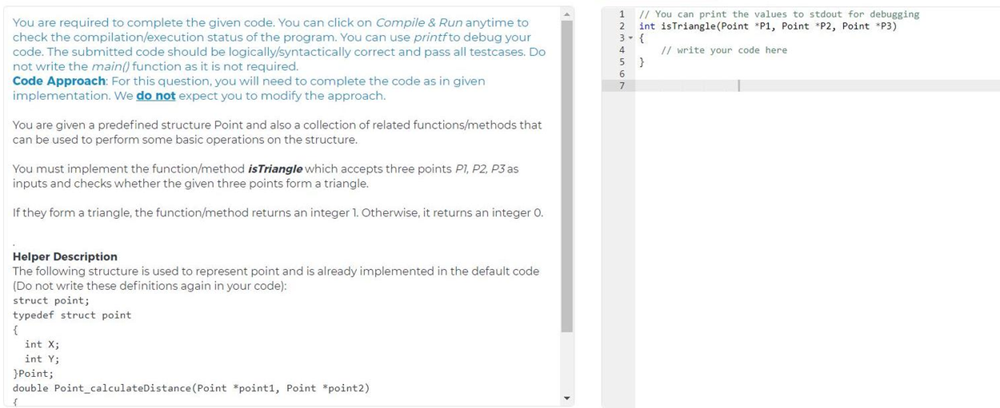 You are required to complete the given code. You can click on Compile & Run anytime to
check the compilation/execution status of the program. You can use printf to debug your
code. The submitted code should be logically/syntactically correct and pass all testcases. Do
not write the main() function as it is not required.
Code Approach: For this question, you will need to complete the code as in given
implementation. We do not expect you to modify the approach.
You are given a predefined structure Point and also a collection of related functions/methods that
can be used to perform some basic operations on the structure.
You must implement the function/method isTriangle which accepts three points P1, P2, P3 as
inputs and checks whether the given three points form a triangle.
If they form a triangle, the function/method returns an integer 1. Otherwise, it returns an integer 0.
.
Helper Description
The following structure is used to represent point and is already implemented in the default code
(Do not write these definitions again in your code):
struct point;
typedef struct point
{
int X;
int Y;
}Point;
double Point_calculateDistance(Point *point1, Point *point2)
{
1 // You can print the values to stdout for debugging
2 int isTriangle(Point *P1, Point *P2, Point *P3)
3 {
4 // write your code here
5 }
6
7